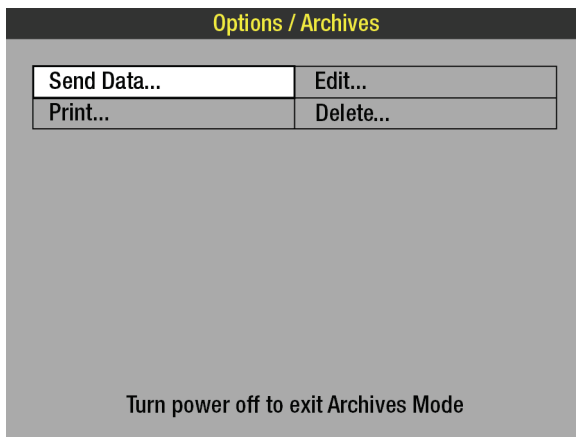 Options / Archives
Send Data... Edit...
Print... Delete...
Turn power off to exit Archives Mode